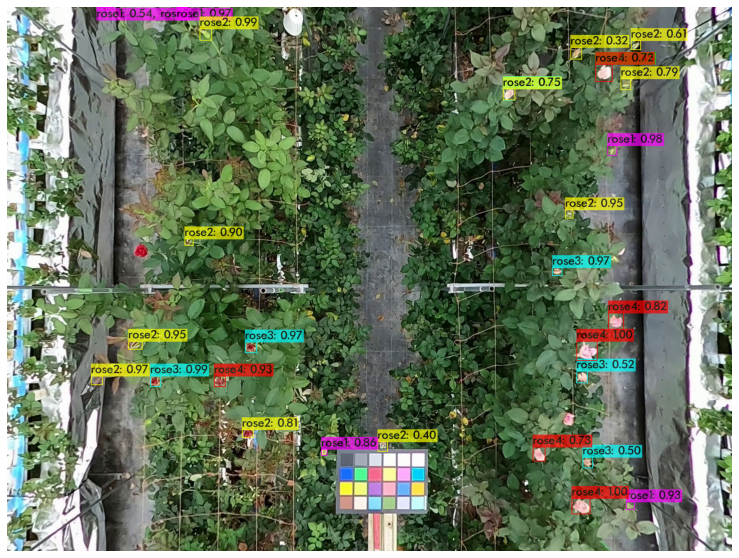 rose1: 0.54, rosrose1: 0.97
rose2: 0.99
rose2: 0.61
rose2: 0.32
rose4: 0.72
rose2: 0.79
rose2: 0.75
rose1: 0.98
rose2: 0.95
rose2: 0.90
rose3: 0.97
rose4: 0.82
rose2: 0.95
rose3: 0.97
rose4: 1.00
rose2: 0.97
rose3: 0.99
rose4: 0.93
rose3: 0.52
rose2: 0.81
rose1: 0.86
rose2: 0.40
rose4: 0.73
rose3: 0.50
rose4: 1.00
0.93